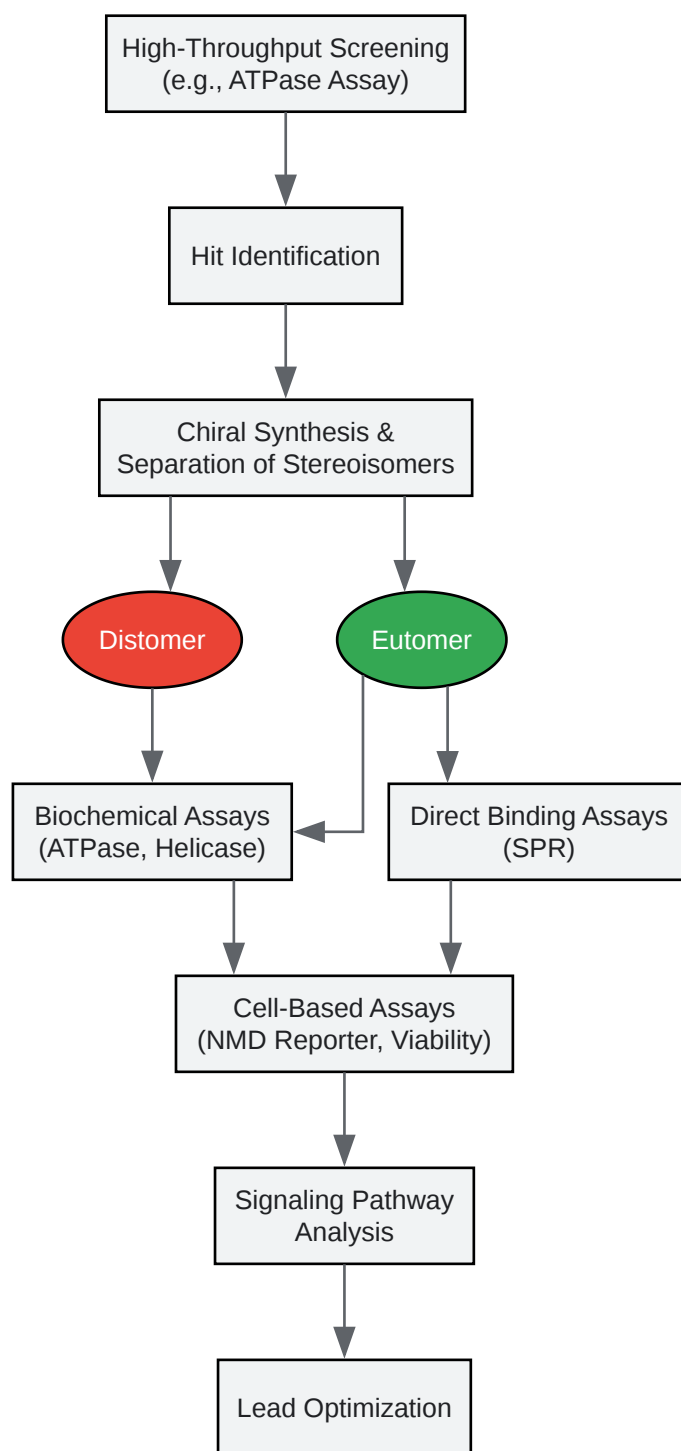 High-Throughput Screening
(e.g., ATPase Assay)
Hit Identification
Chiral Synthesis &
Separation of Stereoisomers
Distomer
Eutomer
Biochemical Assays
(ATPase, Helicase)
Direct Binding Assays
(SPR)
Cell-Based Assays
(NMD Reporter, Viability)
Signaling Pathway
Analysis
Lead Optimization